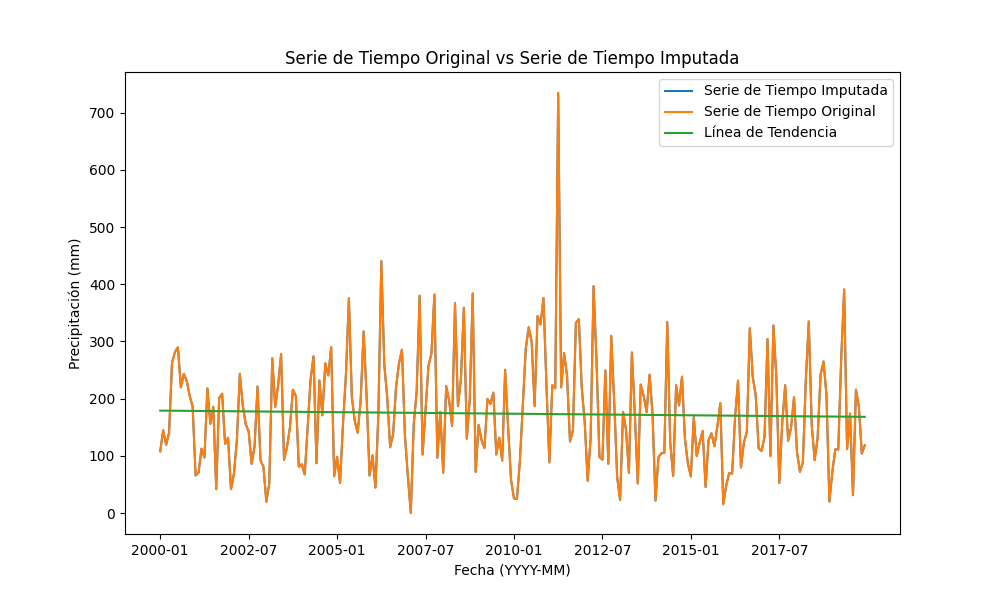 Serie de Tiempo Original vs Serie de Tiempo Imputada
Serie de Tiempo Imputada
Serie de Tiempo Original
Línea de Tendencia
Precipitación (mm)
700
600
500
400
300
200
100
0
2000-01 2002-07 2005-01 2007-07 2010-01 2012-07 2015-01 2017-07
Fecha (YYYY-MM)